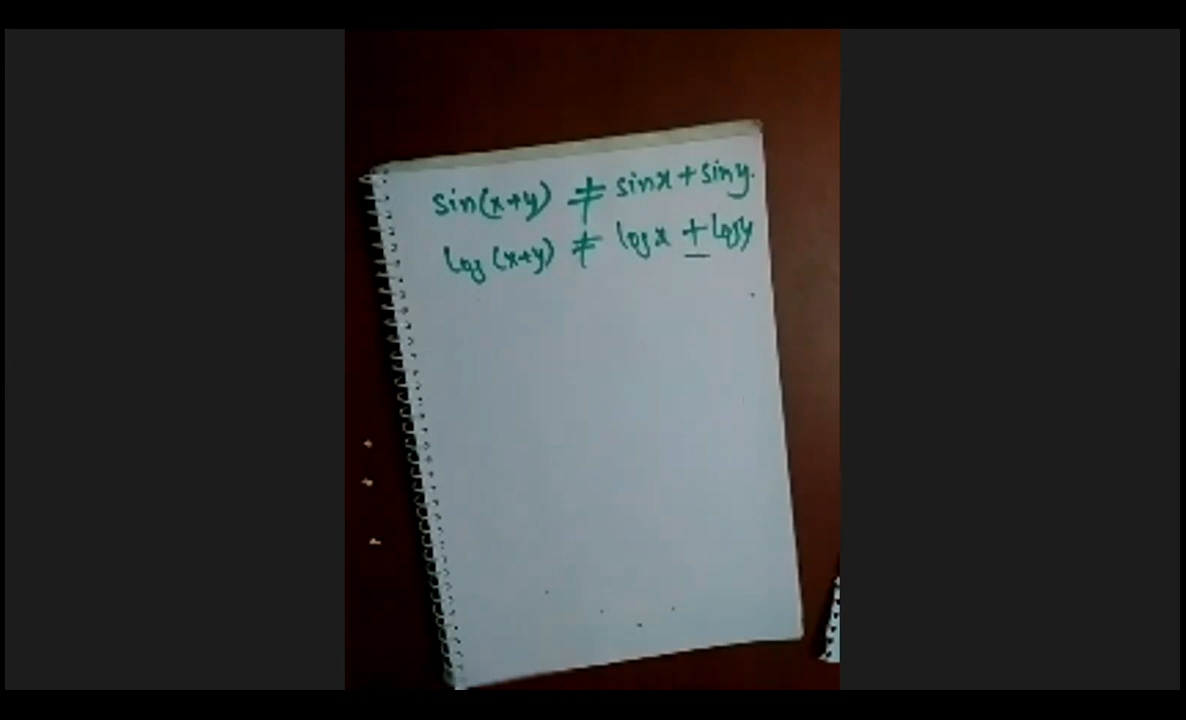 sin(x+y) ≠ sinx + siny.
log (x+y) ≠ logx + logy